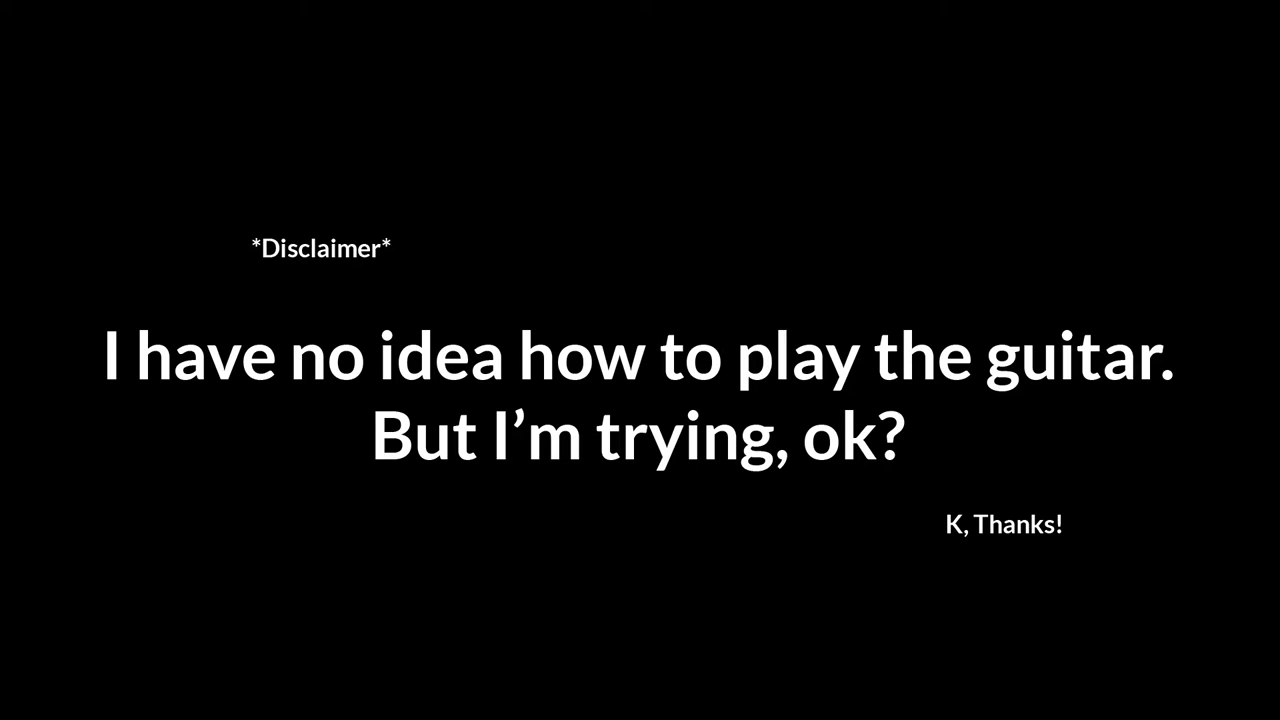 *Disclaimer*
I have no idea how to play the guitar.
But I’m trying, ok?
K, Thanks!